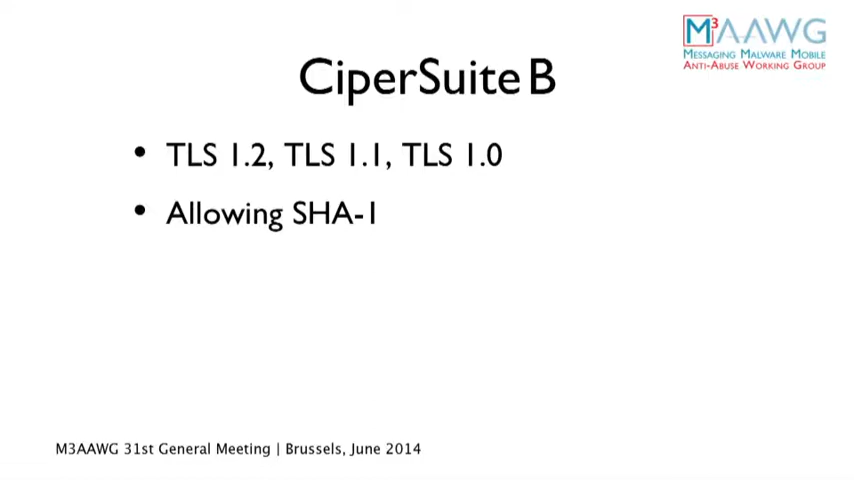 M3AAWG
MESSAGING MALWARE MOBILE
ANTI-ABUSE WORKING GROUP
CiperSuite B
• TLS 1.2, TLS 1.1, TLS 1.0
• Allowing SHA-1
M3AAWG 31st General Meeting | Brussels, June 2014